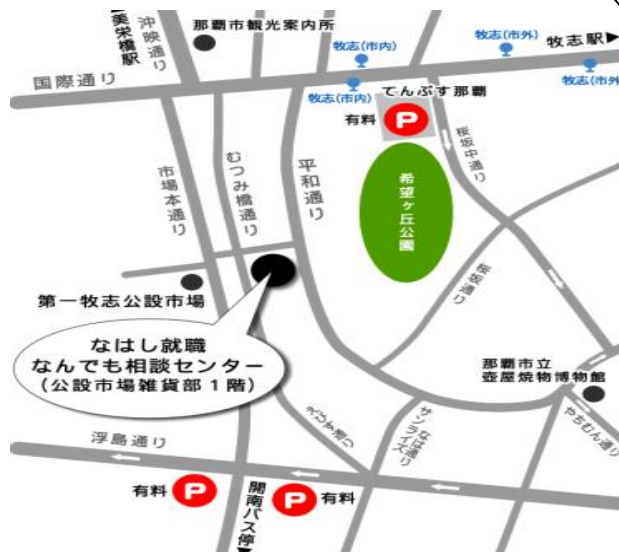 沖映通り
美栄橋駅
那覇市観光案内所
牧志(市内)
牧志(市外)
牧志駅▶
国際通り
牧志(市内)
牧志(市外
てんぶす那覇
有料
P
桜坂中通り
むつみ橋通り
平和通り
市場本通り
希望ヶ丘公園
桜坂通り
第一牧志公設市場
なはし就職
なんでも相談センター
(公設市場雑貨部1階)
那覇市立
壺屋焼物博物館
サンライズ
なは通り
やちむん通り
浮島通り
有料
P
開南バス停
P
有料